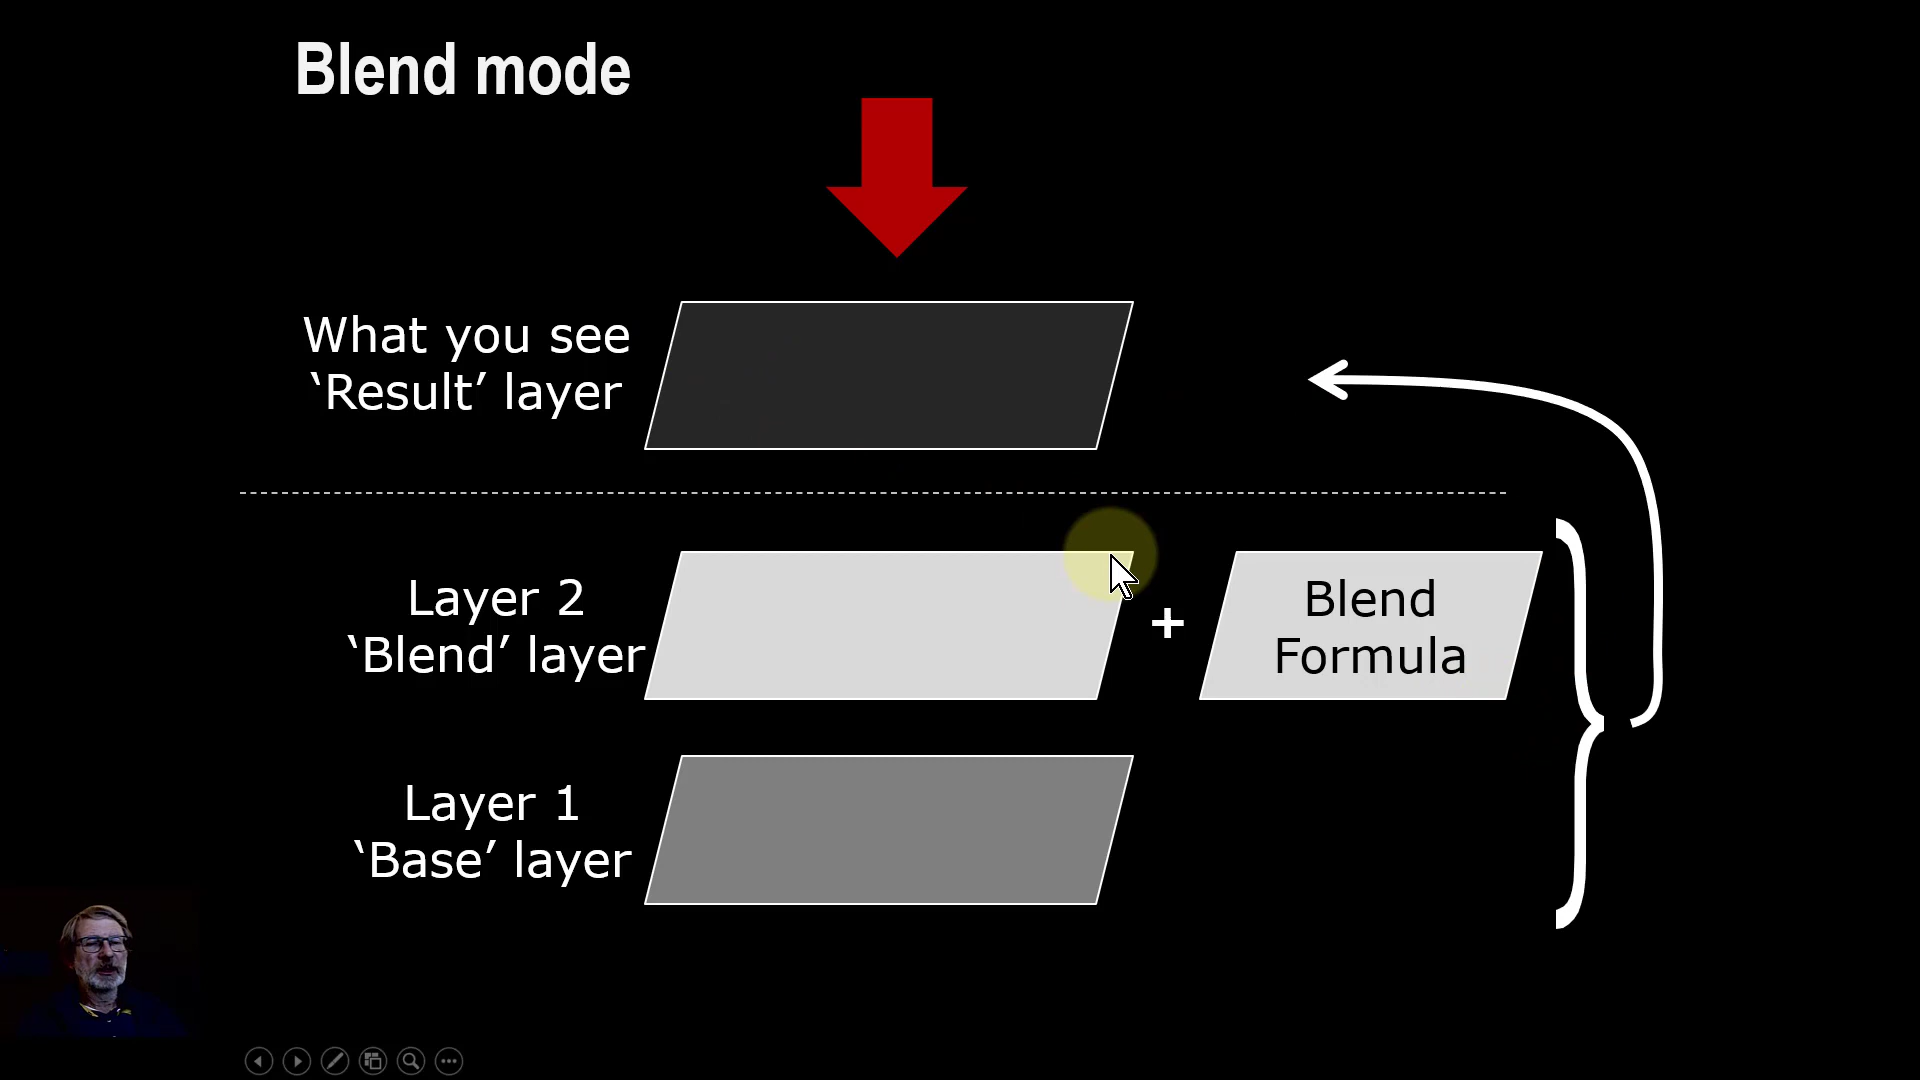 Blend mode
What you see
‘Result’ layer
Layer 2
‘Blend’ layer
+
Blend
Formula
Layer 1
‘Base’ layer